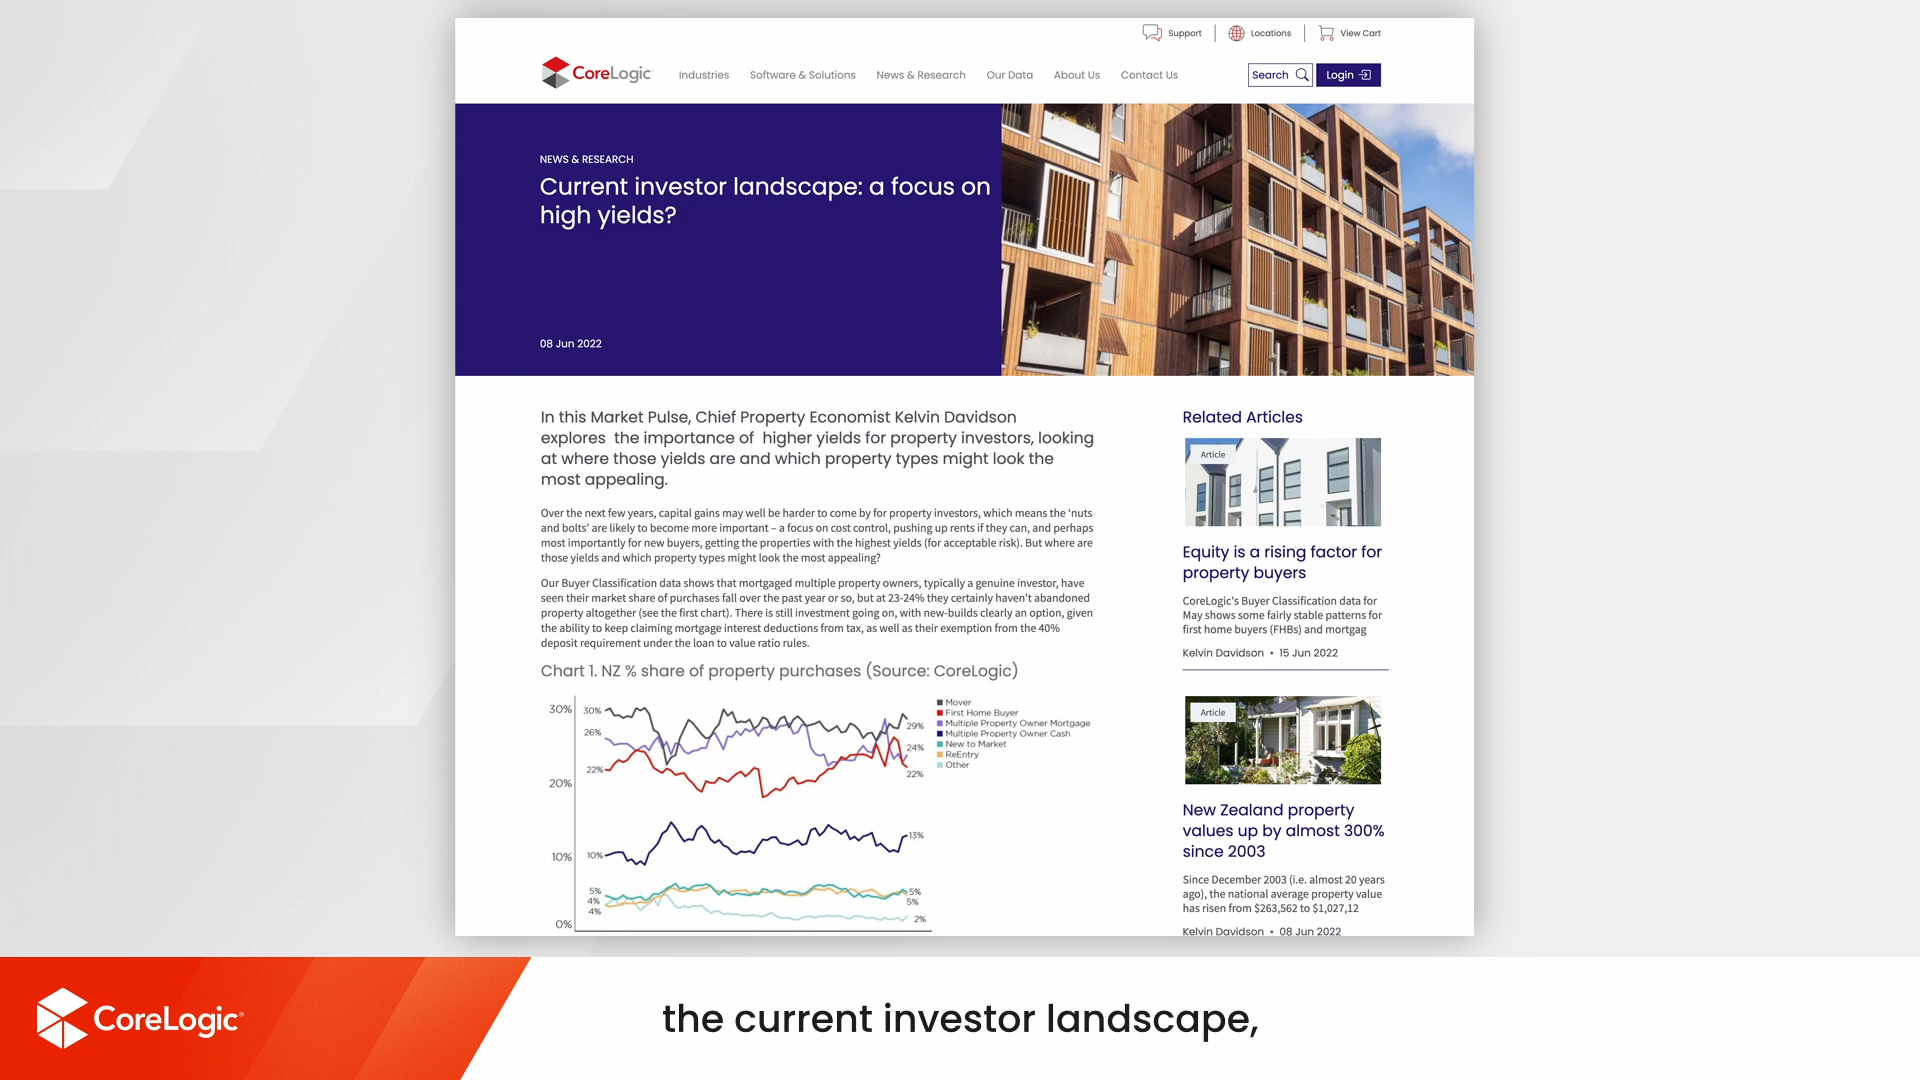 Support
Locations
View Cart
CoreLogic
Industries
Software & Solutions
News & Research
Our Data
About Us
Contact Us
Search
Login
NEWS & RESEARCH
Current investor landscape: a focus on
high yields?
08 Jun 2022
In this Market Pulse, Chief Property Economist Kelvin Davidson
explores the importance of higher yields for property investors, looking
at where those yields are and which property types might look the
most appealing.
Over the next few years, capital gains may well be harder to come by for property investors, which means the ‘nuts
and bolts’ are likely to become more important – a focus on cost control, pushing up rents if they can, and perhaps
most importantly for new buyers, getting the properties with the highest yields (for acceptable risk). But where are
those yields and which property types might look the most appealing?
Our Buyer Classification data shows that mortgaged multiple property owners, typically a genuine investor, have
seen their market share of purchases fall over the past year or so, but at 23-24% they certainly haven't abandoned
property altogether (see the first chart). There is still investment going on, with new-builds clearly an option, given
the ability to keep claiming mortgage interest deductions from tax, as well as their exemption from the 40%
deposit requirement under the loan to value ratio rules.
Chart 1. NZ % share of property purchases (Source: CoreLogic)
30%
20%
10%
0%
30%
26%
22%
10%
5%
4%
4%
29%
24%
22%
13%
5%
5%
2%
Mover
First Home Buyer
Multiple Property Owner Mortgage
Multiple Property Owner Cash
New to Market
ReEntry
Other
Related Articles
Article
Equity is a rising factor for
property buyers
CoreLogic's Buyer Classification data for
May shows some fairly stable patterns for
first home buyers (FHBs) and mortgag
Kelvin Davidson • 15 Jun 2022
Article
New Zealand property
values up by almost 300%
since 2003
Since December 2003 (i.e. almost 20 years
ago), the national average property value
has risen from $263,562 to $1,027,12
Kelvin Davidson • 08 Jun 2022
CoreLogic
the current investor landscape,